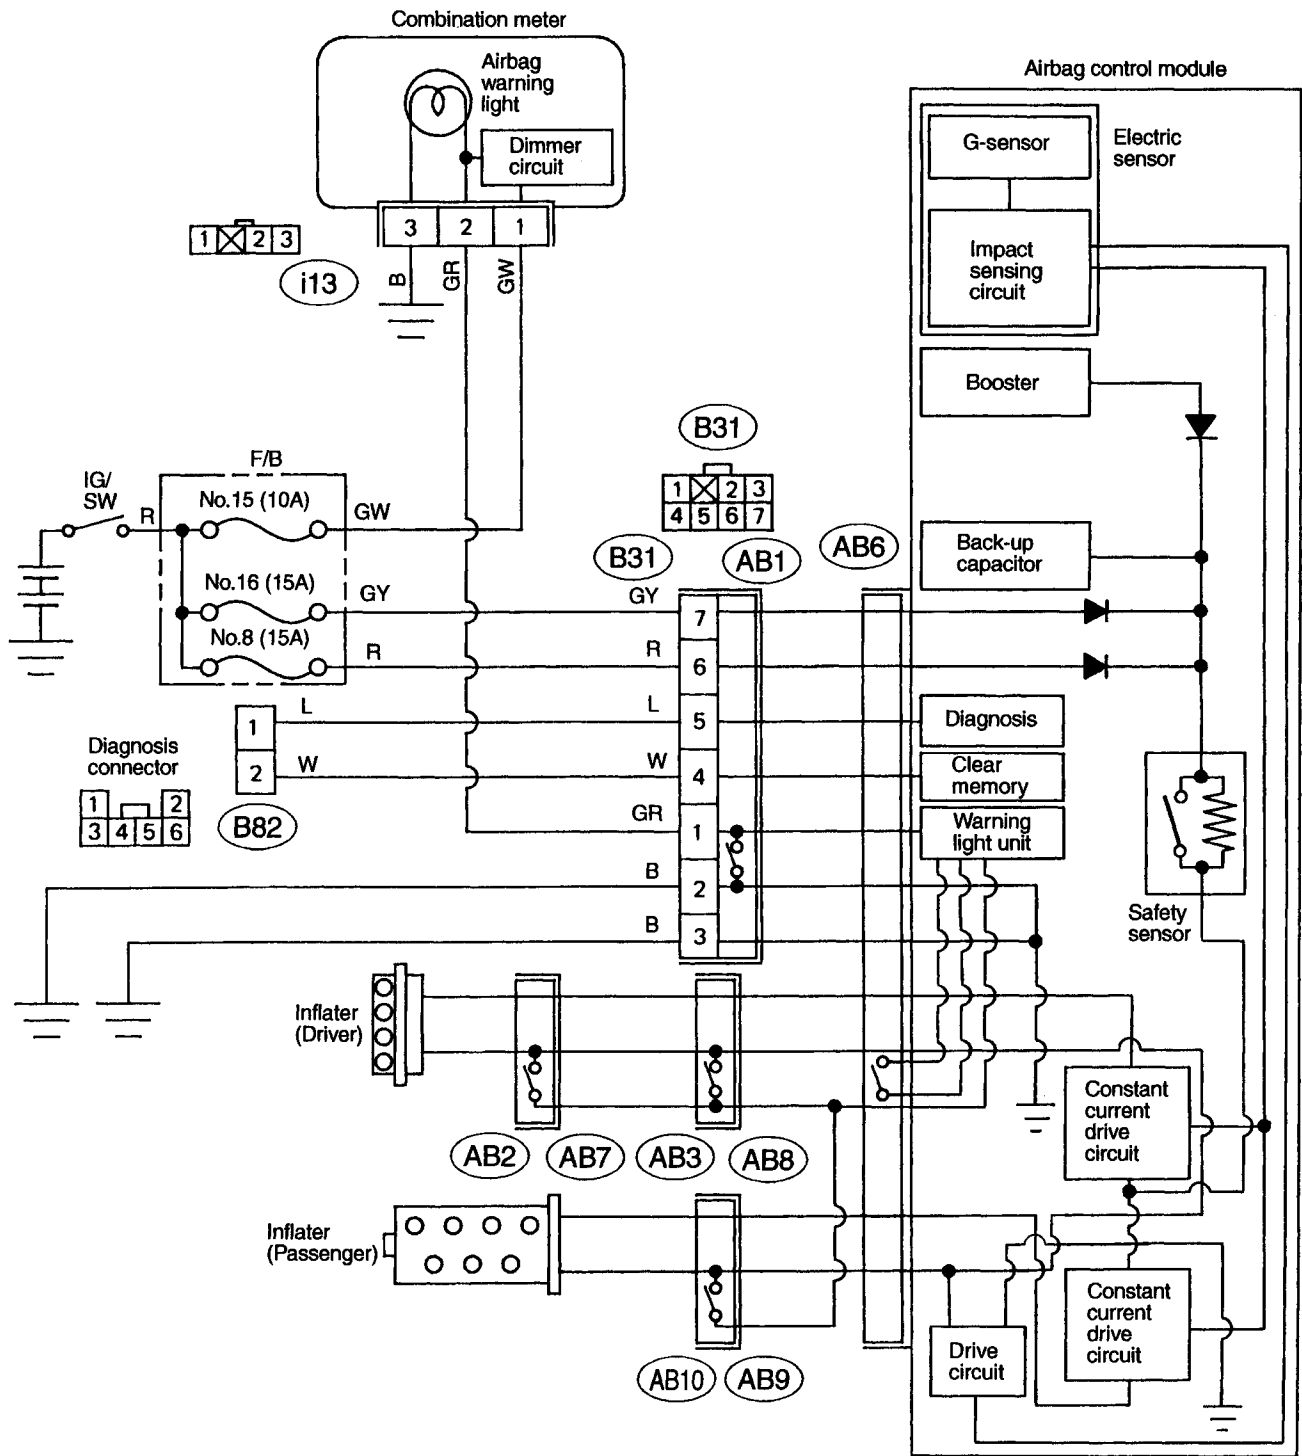 Combination meter
Airbag
warning
light
Dimmer
circuit
3 2 1
1 2 3
i13
B
GR
GW
Airbag control module
G-sensor
Electric
sensor
Impact
sensing
circuit
Booster
B31
1 2 3
4 5 6 7
F/B
IG/
SW
R
No.15 (10A)
GW
No.16 (15A)
GY
No.8 (15A)
R
B31
AB1
AB6
Back-up
capacitor
GY
7
R
6
L
L
5
Diagnosis
W
W
4
Clear
memory
GR
1
Warning
light unit
B
2
B
3
1
2
B82
Diagnosis
connector
1 2
3 4 5 6
Safety
sensor
Inflater
(Driver)
AB2
AB7
AB3
AB8
Constant
current
drive
circuit
Inflater
(Passenger)
AB10
AB9
Drive
circuit
Constant
current
drive
circuit